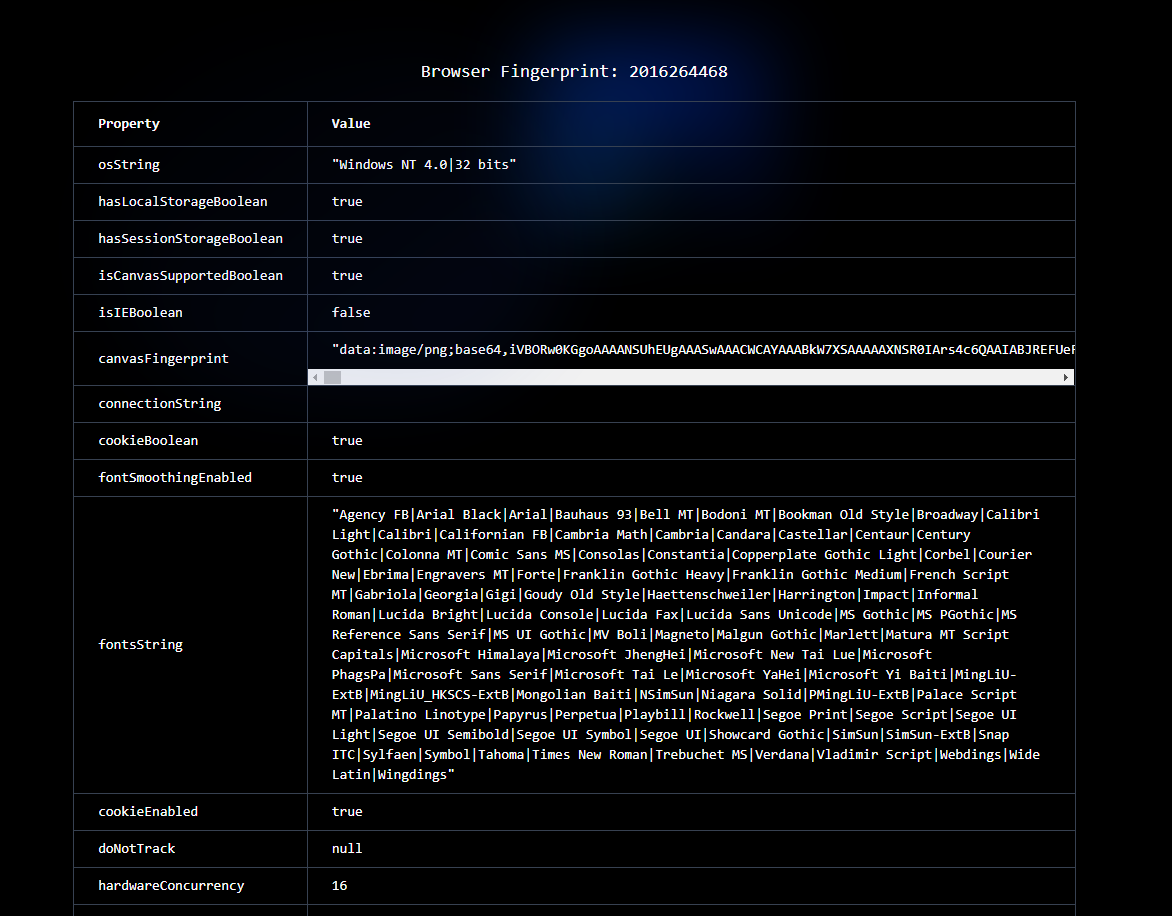 Browser Fingerprint: 2016264468
Property Value
osString "Windows NT 4.0|32 bits"
hasLocalStorageBoolean true
hasSessionStorageBoolean true
isCanvasSupportedBoolean true
isIEBoolean false
canvasFingerprint "data:image/png;base64,iVBORw0KGgoAAAANSUhEUgAAASwAAACWCAYAAABkW7XSAAAAAXNSR0IArs4c6QAAIABJREFUeF
connectionString
cookieBoolean true
fontSmoothingEnabled true
fontsString
"Agency FB|Arial Black|Arial|Bauhaus 93|Bell MT|Bodoni MT|Bookman Old Style|Broadway|Calibri
Light|Calibri|Californian FB|Cambria Math|Cambria|Candara|Castellar|Centaur|Century
Gothic|Colonna MT|Comic Sans MS|Consolas|Constantia|Copperplate Gothic Light|Corbel|Courier
New|Ebrima|Engravers MT|Forte|Franklin Gothic Heavy|Franklin Gothic Medium|French Script
MT|Gabriola|Georgia|Gigi|Goudy Old Style|Haettenschweiler|Harrington|Impact|Informal
Roman|Lucida Bright|Lucida Console|Lucida Fax|Lucida Sans Unicode|MS Gothic|MS PGothic|MS
Reference Sans Serif|MS UI Gothic|MV Boli|Magneto|Malgun Gothic|Marlett|Matura MT Script
Capitals|Microsoft Himalaya|Microsoft JhengHei|Microsoft New Tai Lue|Microsoft
PhagsPa|Microsoft Sans Serif|Microsoft Tai Le|Microsoft YaHei|Microsoft Yi Baiti|MingLiU-
ExtB|MingLiU_HKSCS-ExtB|Mongolian Baiti|NSimSun|Niagara Solid|PMingLiU-ExtB|Palace Script
MT|Palatino Linotype|Papyrus|Perpetua|Playbill|Rockwell|Segoe Print|Segoe Script|Segoe UI
Light|Segoe UI Semibold|Segoe UI Symbol|Segoe UI|Showcard Gothic|SimSun|SimSun-ExtB|Snap
ITC|Sylfaen|Symbol|Tahoma|Times New Roman|Trebuchet MS|Verdana|Vladimir Script|Webdings|Wide
Latin|Wingdings"
cookieEnabled true
doNotTrack null
hardwareConcurrency 16